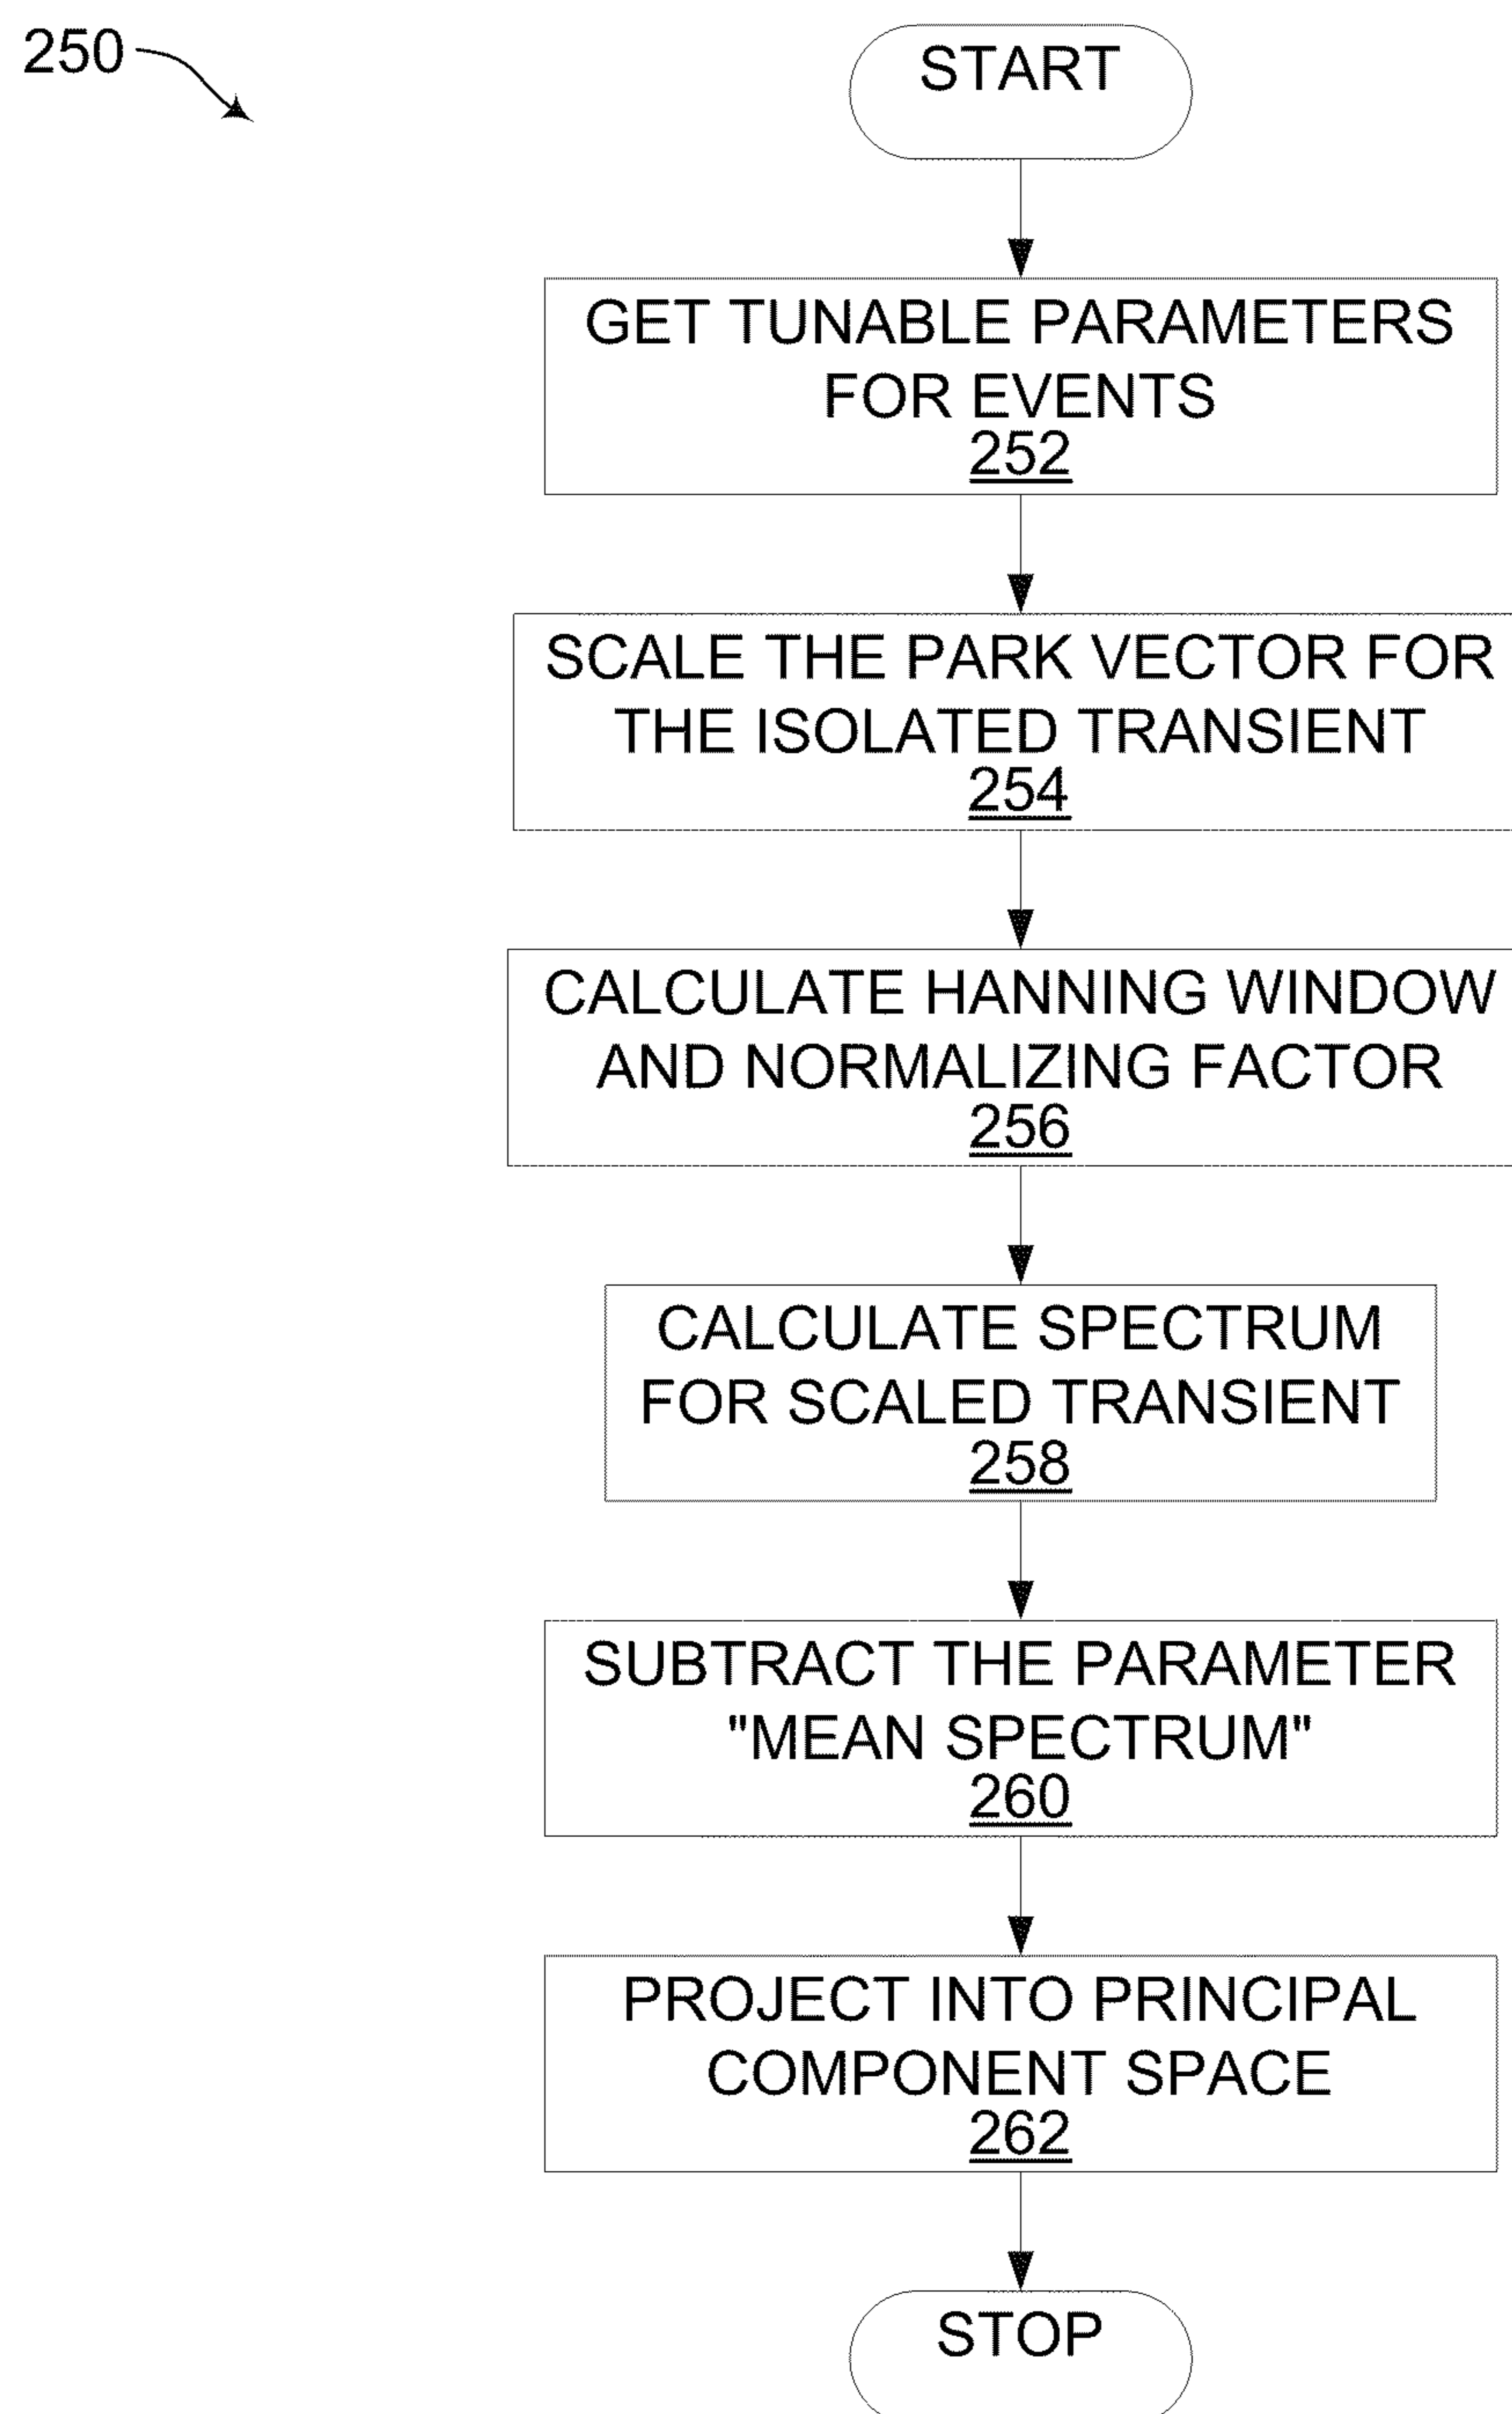 250
START
GET TUNABLE PARAMETERS
FOR EVENTS
252
SCALE THE PARK VECTOR FOR
THE ISOLATED TRANSIENT
254
CALCULATE HANNING WINDOW
AND NORMALIZING FACTOR
256
CALCULATE SPECTRUM
FOR SCALED TRANSIENT
258
SUBTRACT THE PARAMETER
"MEAN SPECTRUM"
260
PROJECT INTO PRINCIPAL
COMPONENT SPACE
262
STOP